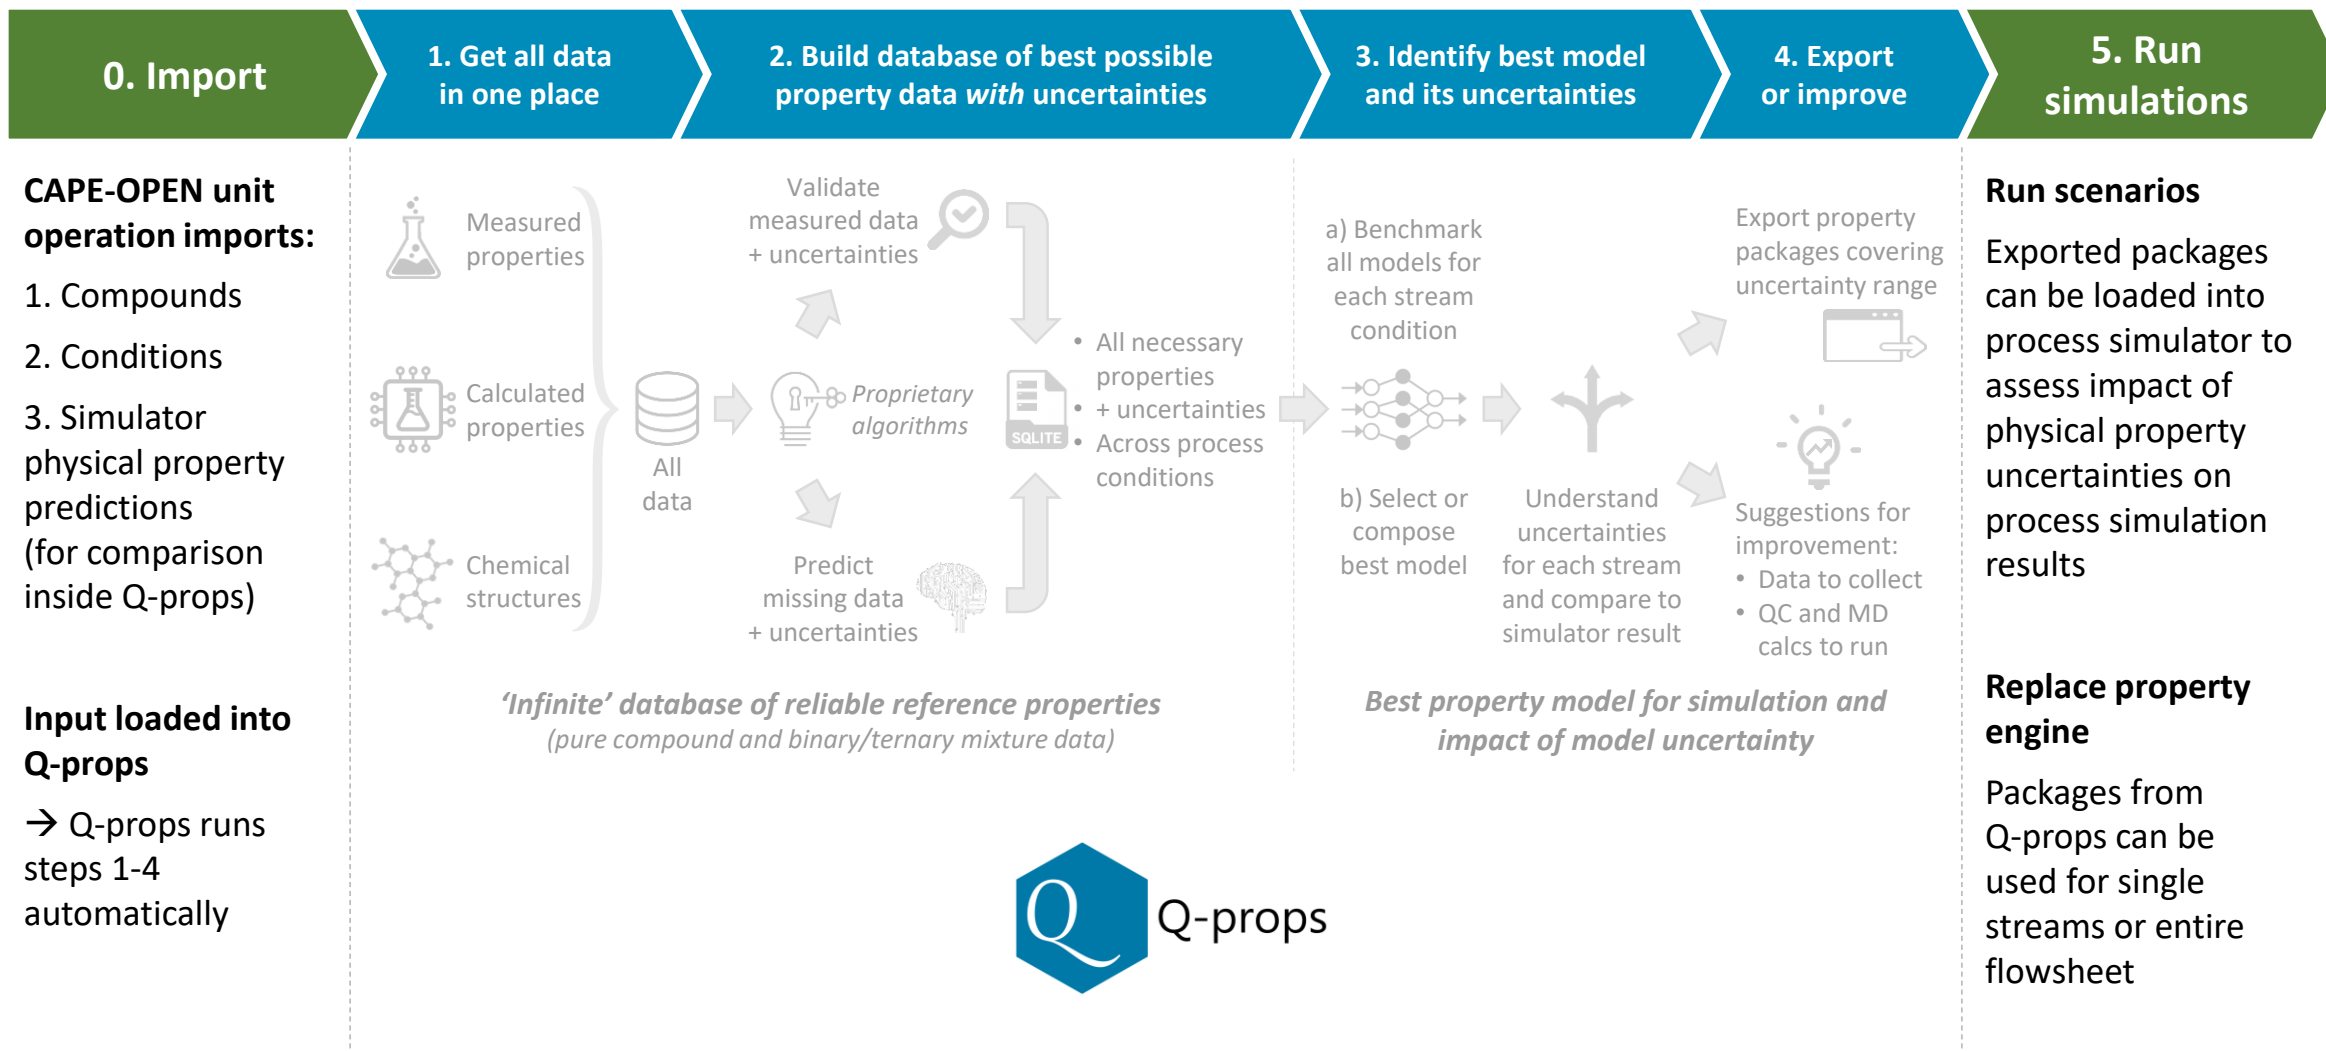 0. Import
1. Get all data
in one place
2. Build database of best possible
property data with uncertainties
3. Identify best model
and its uncertainties
4. Export
or improve
5. Run
simulations
CAPE-OPEN unit
operation imports:
1. Compounds
2. Conditions
3. Simulator
physical property
predictions
(for comparison
inside Q-props)
Input loaded into
Q-props
→ Q-props runs
steps 1-4
automatically
Measured
properties
Calculated
properties
Chemical
structures
All
data
Validate
measured data
+ uncertainties
Proprietary
algorithms
Predict
missing data
+ uncertainties
SQLITE
• All necessary
properties
• + uncertainties
• Across process
conditions
‘Infinite’ database of reliable reference properties
(pure compound and binary/ternary mixture data)
a) Benchmark
all models for
each stream
condition
b) Select or
compose
best model
Understand
uncertainties
for each stream
and compare to
simulator result
Export property
packages covering
uncertainty range
Suggestions for
improvement:
• Data to collect
• QC and MD
calcs to run
Best property model for simulation and
impact of model uncertainty
Q Q-props
Run scenarios
Exported packages
can be loaded into
process simulator to
assess impact of
physical property
uncertainties on
process simulation
results
Replace property
engine
Packages from
Q-props can be
used for single
streams or entire
flowsheet